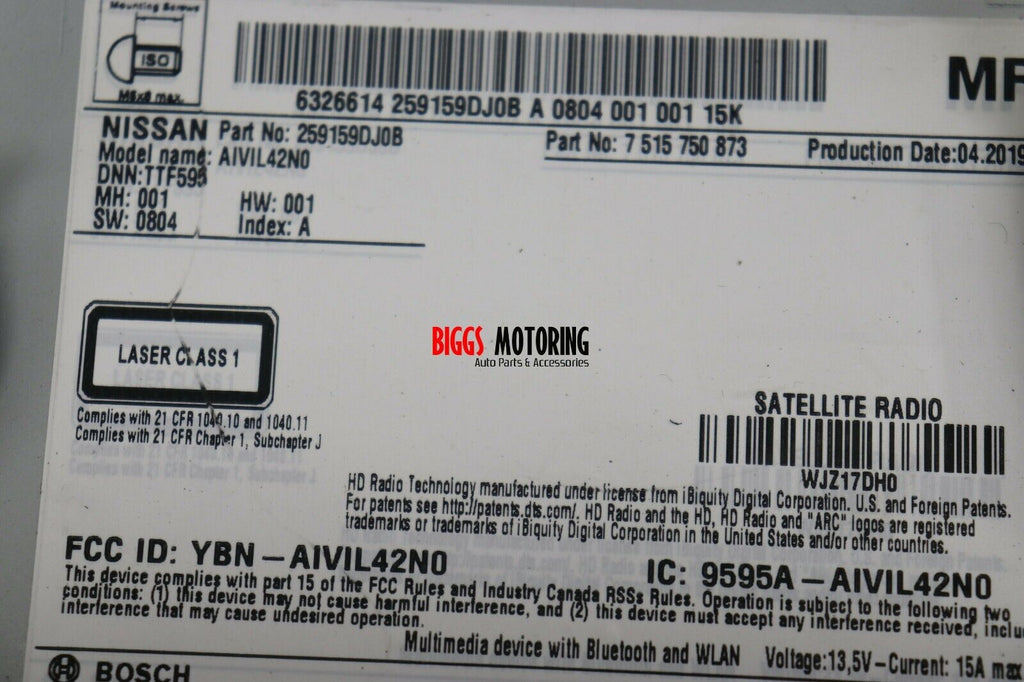 Mounting Screws
ISO
M5x8 max.
MF
6326614 259159DJ0B A 0804 001 001 15K
NISSAN Part No: 259159DJ0B
Part No: 7 515 750 873
Production Date:04.2019
Model name: AIVIL42N0
DNN:TTF595
MH: 001 HW: 001
SW: 0804 Index: A
LASER CLASS 1
BIGGS MOTORING
Auto Parts & Accessories
Complies with 21 CFR 1040.10 and 1040.11
Complies with 21 CFR Chapter 1, Subchapter J
SATELLITE RADIO
WJZ17DH0
HD Radio Technology manufactured under license from iBiquity Digital Corporation. U.S. and Foreign Patents.
For patents see http://patents.dts.com/. HD Radio and the HD, HD Radio and "ARC" logos are registered
trademarks or trademarks of iBiquity Digital Corporation in the United States and/or other countries.
FCC ID: YBN-AIVIL42N0
IC: 9595A-AIVIL42N0
This device complies with part 15 of the FCC Rules and Industry Canada RSSs Rules. Operation is subject to the following two
conditions: (1) this device may not cause harmful interference, and (2) this device must accept any interference received, inclu
interference that may cause undesired operation.
Multimedia device with Bluetooth and WLAN Voltage:13,5V-Current: 15A max
BOSCH